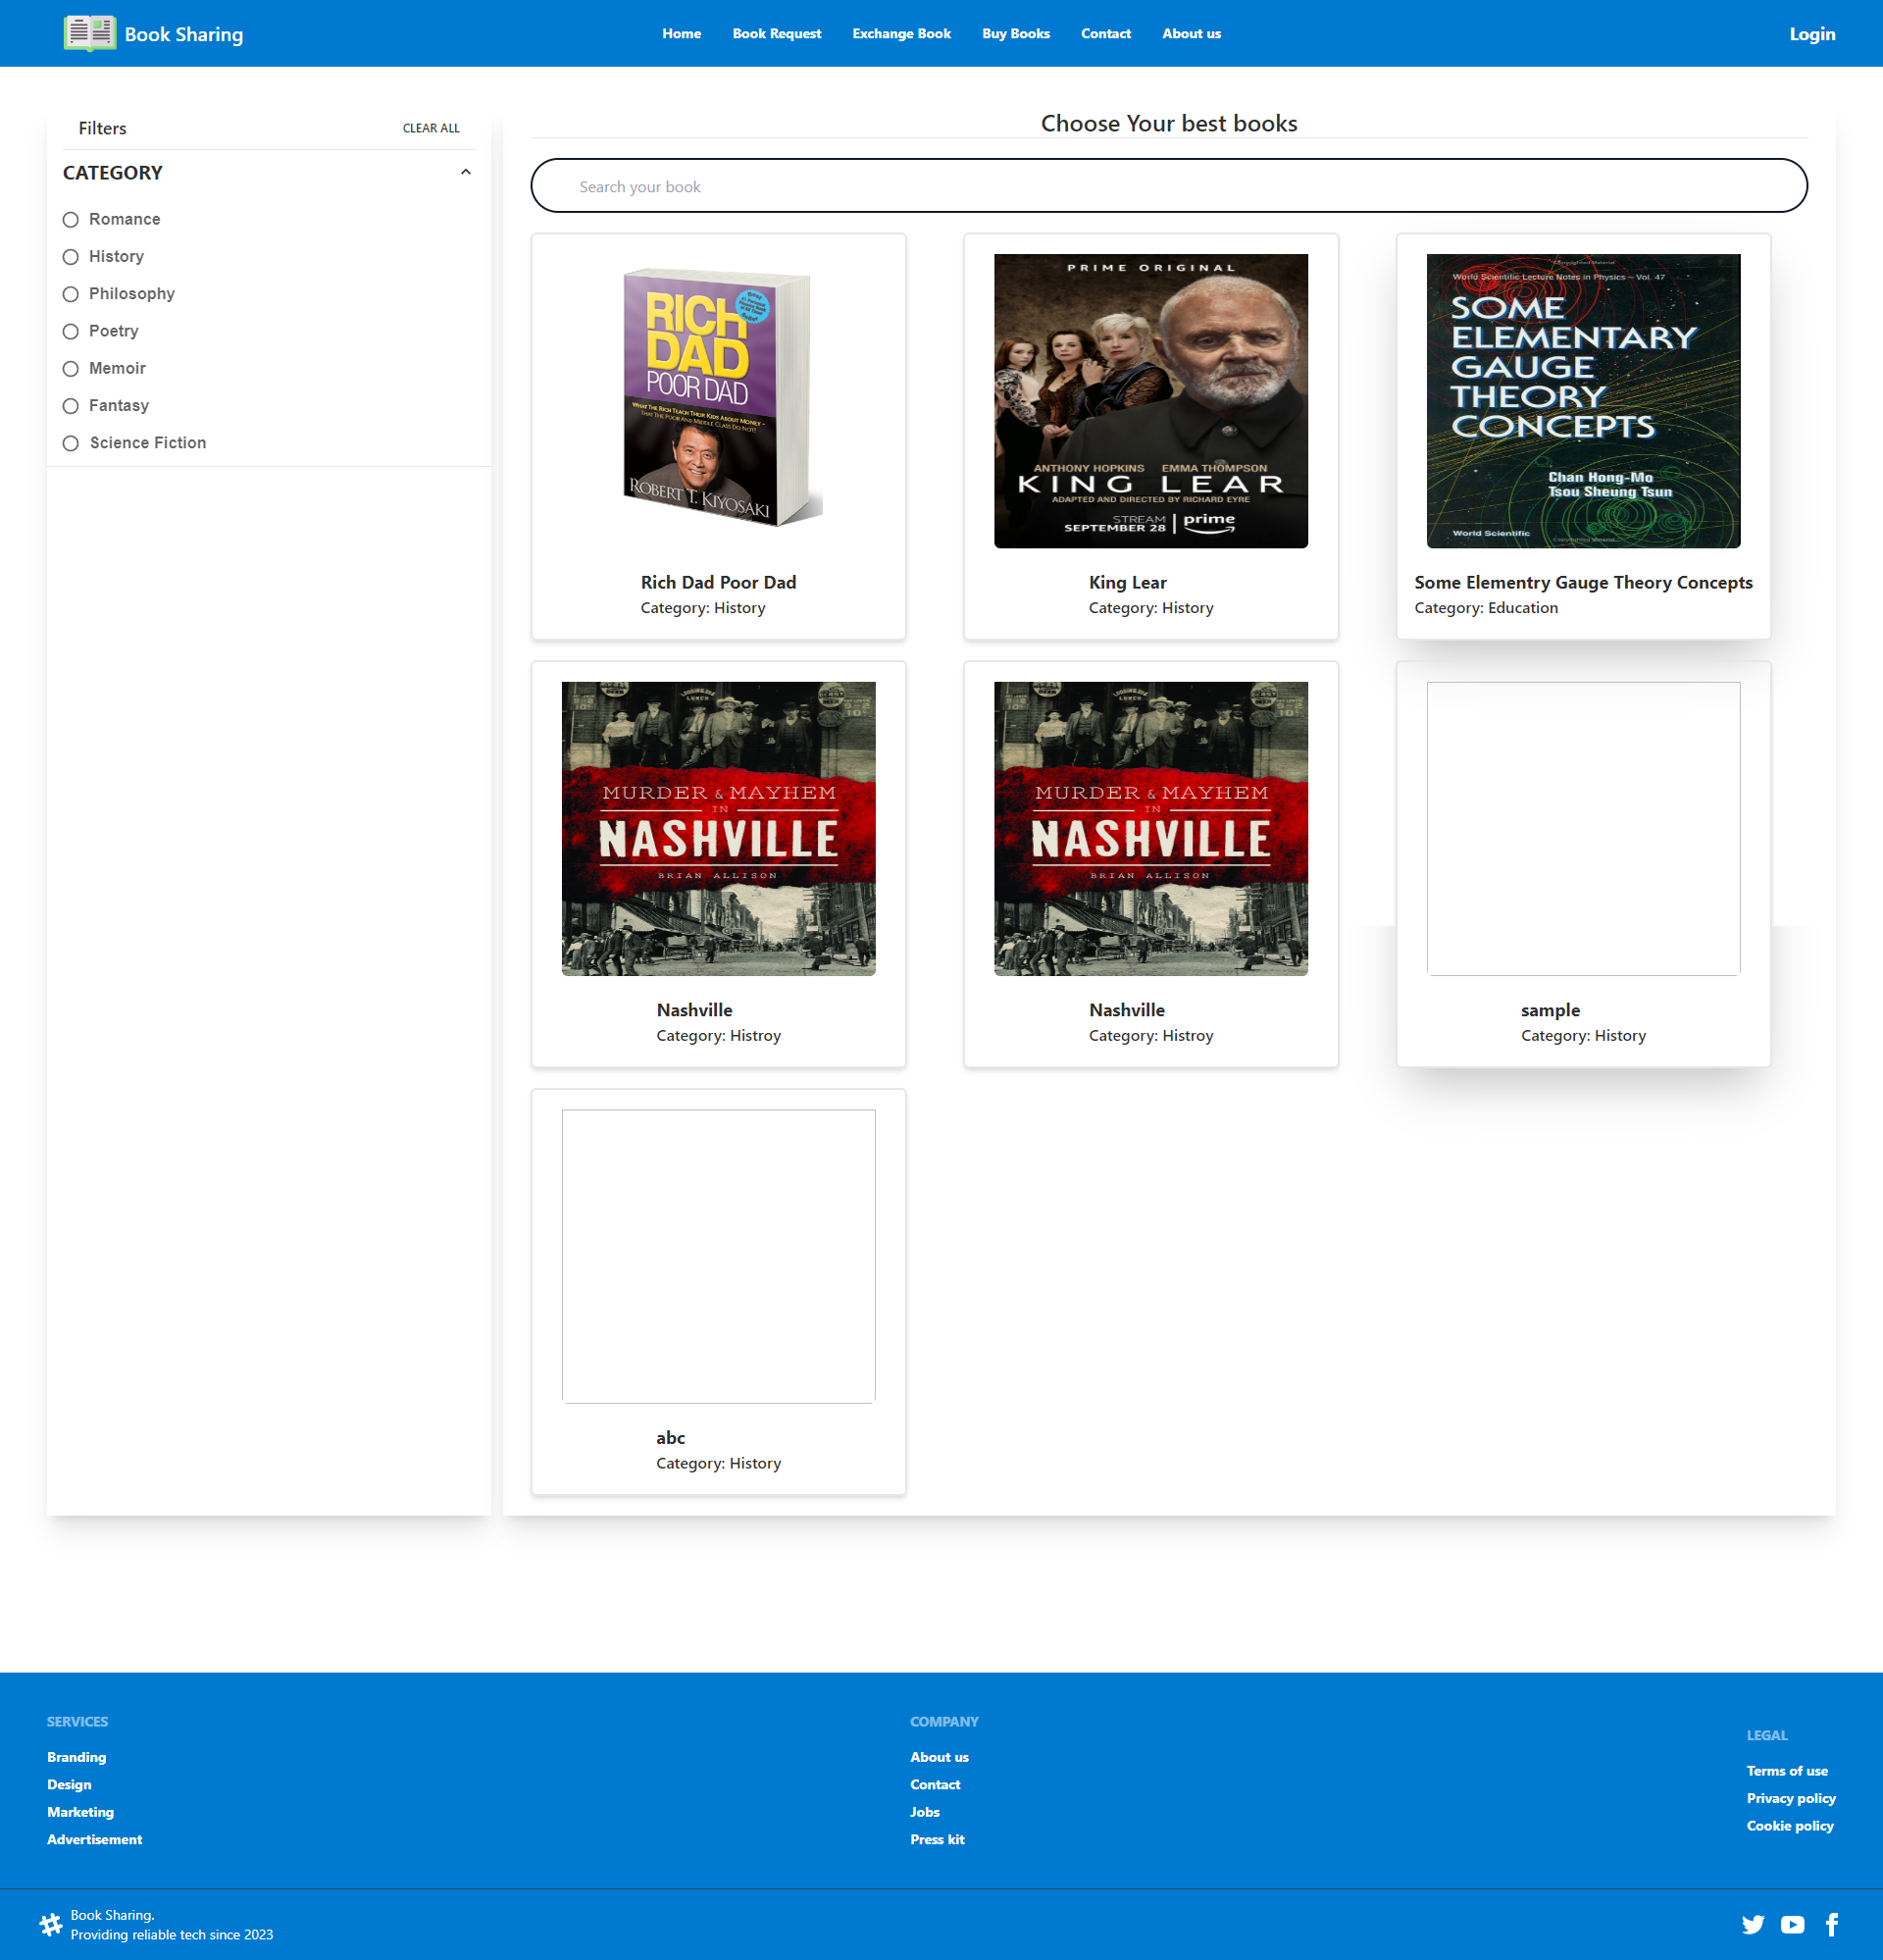 Book Sharing
Home
Book Request
Exchange Book
Buy Books
Contact
About us
Login
Filters
CLEAR ALL
CATEGORY
Romance
History
Philosophy
Poetry
Memoir
Fantasy
Science Fiction
Choose Your best books
Search your book
RICH
DAD
POOR DAD
WHAT THE RICH TEACH THEIR KIDS ABOUT MONEY –
THAT THE POOR AND MIDDLE CLASS DO NOT!
ROBERT T. KIYOSAKI
Rich Dad Poor Dad
Category: History
PRIME ORIGINAL
ANTHONY HOPKINS EMMA THOMPSON
KING LEAR
ADAPTED AND DIRECTED BY RICHARD EYRE
STREAM
SEPTEMBER 28
prime
King Lear
Category: History
Copyrighted Material
World Scientific Lecture Notes in Physics – Vol. 47
SOME
ELEMENTARY
GAUGE
THEORY
CONCEPTS
Chan Hong-Mo
Tsou Sheung Tsun
World Scientific
Copyrighted Material
Some Elementry Gauge Theory Concepts
Category: Education
MURDER & MAYHEM
IN
NASHVILLE
BRIAN ALLISON
Nashville
Category: Histroy
MURDER & MAYHEM
IN
NASHVILLE
BRIAN ALLISON
Nashville
Category: Histroy
sample
Category: History
abc
Category: History
SERVICES
Branding
Design
Marketing
Advertisement
COMPANY
About us
Contact
Jobs
Press kit
LEGAL
Terms of use
Privacy policy
Cookie policy
Book Sharing.
Providing reliable tech since 2023